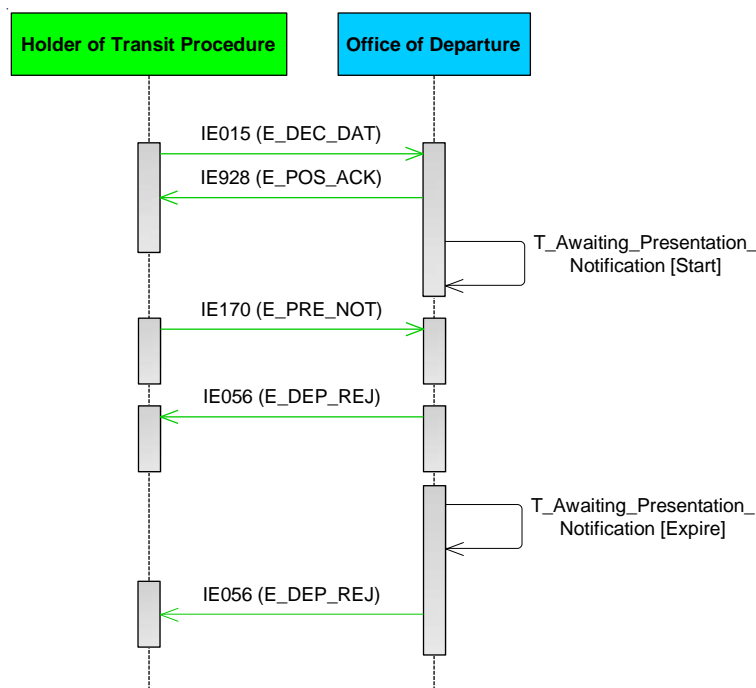 Holder of Transit Procedure
Office of Departure
IE015 (E_DEC_DAT)
IE928 (E_POS_ACK)
T_Awaiting_Presentation_
Notification [Start]
IE170 (E_PRE_NOT)
IE056 (E_DEP_REJ)
T_Awaiting_Presentation_
Notification [Expire]
IE056 (E_DEP_REJ)